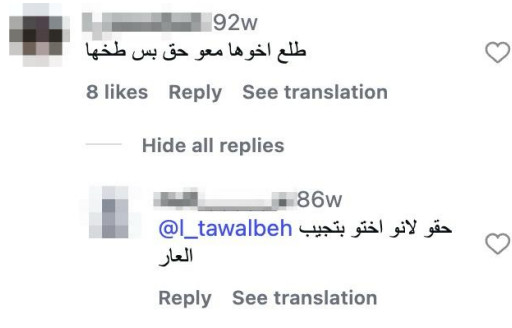 92w
طلع اخوها معو حق بس طخها
8 likes Reply See translation
Hide all replies
86w
@l_tawalbeh حقو لانو اختو بتجيب
العار
Reply See translation